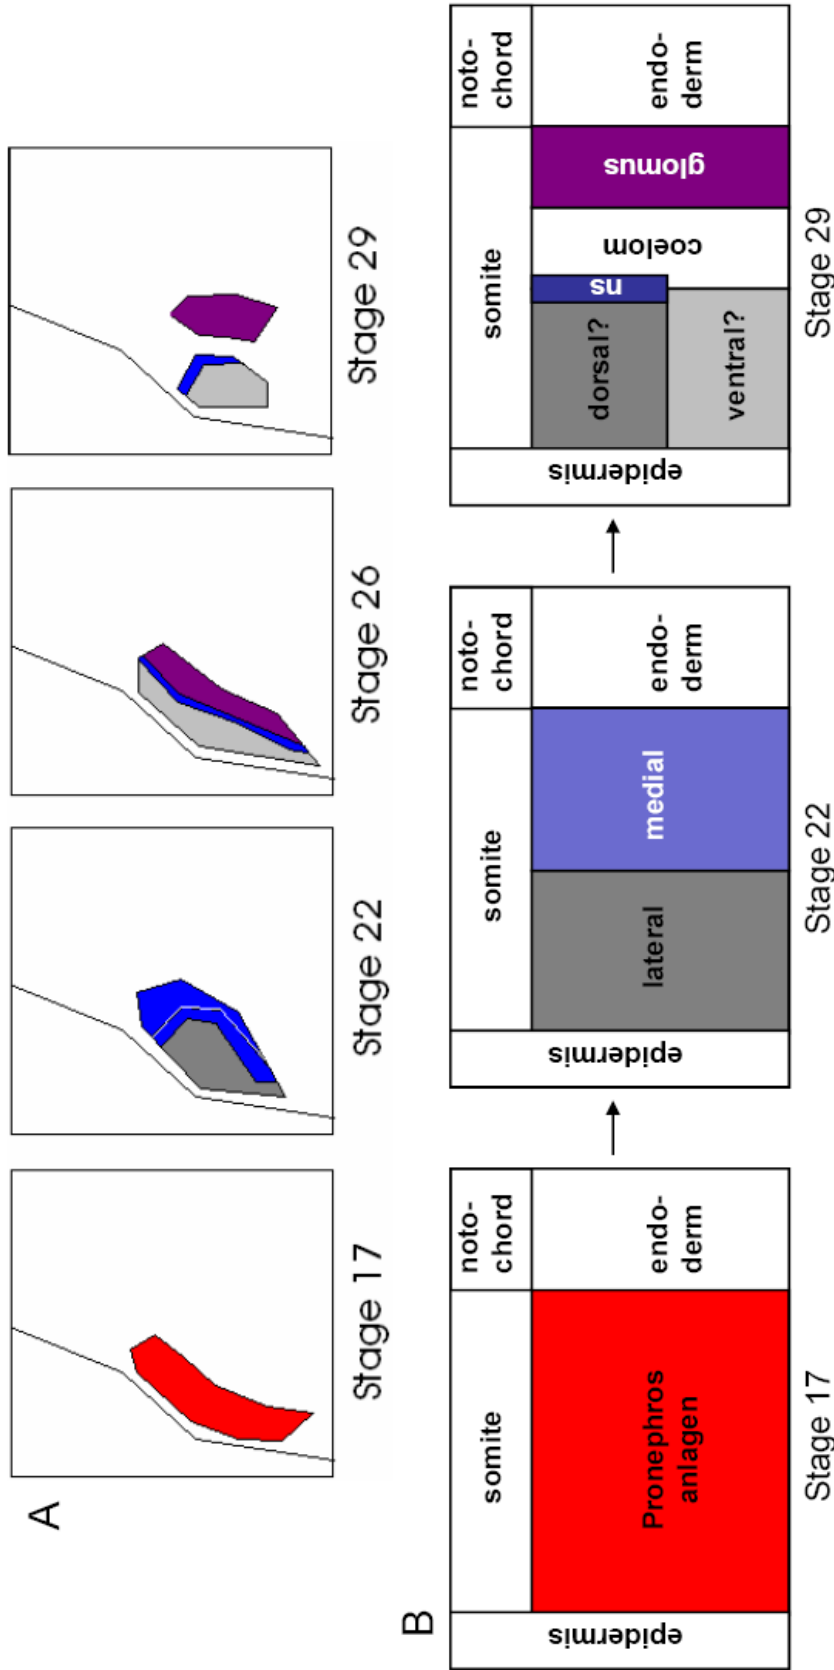 A
Stage 17
Stage 22
Stage 26
Stage 29
B
epidermis
somite
noto-
chord
Pronephros
anlagen
endo-
derm
Stage 17
epidermis
somite
noto-
chord
lateral
medial
endo-
derm
Stage 22
epidermis
somite
noto-
chord
dorsal?
ns
ventral?
coelom
glomus
endo-
derm
Stage 29